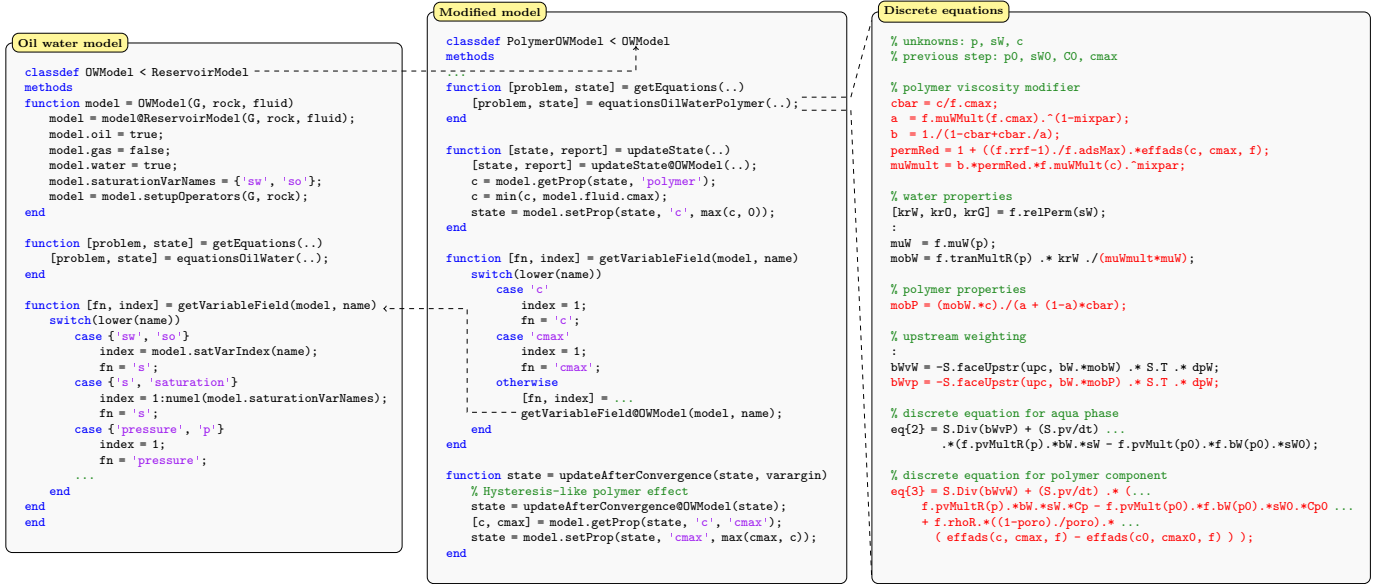 Oil water model
classdef OWModel < ReservoirModel
methods
function model = OWModel(G, rock, fluid)
model = model@ReservoirModel(G, rock, fluid);
model.oil = true;
model.gas = false;
model.water = true;
model.saturationVarNames = {'sw', 'so'};
model = model.setupOperators(G, rock);
end
function [problem, state] = getEquations(..)
[problem, state] = equationsOilWater(..);
end
function [fn, index] = getVariableField(model, name)
switch(lower(name))
case {'sw', 'so'}
index = model.satVarIndex(name);
fn = 's';
case {'s', 'saturation'}
index = 1:numel(model.saturationVarNames);
fn = 's';
case {'pressure', 'p'}
index = 1;
fn = 'pressure';
...
end
end
end
Modified model
classdef PolymerOWModel < OWModel
methods
...
function [problem, state] = getEquations(..)
[problem, state] = equationsOilWaterPolymer(..);
end
function [state, report] = updateState(..)
[state, report] = updateState@OWModel(..);
c = model.getProp(state, 'polymer');
c = min(c, model.fluid.cmax);
state = model.setProp(state, 'c', max(c, 0));
end
function [fn, index] = getVariableField(model, name)
switch(lower(name))
case 'c'
index = 1;
fn = 'c';
case 'cmax'
index = 1;
fn = 'cmax';
otherwise
[fn, index] = ...
getVariableField@OWModel(model, name);
end
end
function state = updateAfterConvergence(state, varargin)
% Hysteresis-like polymer effect
state = updateAfterConvergence@OWModel(state);
[c, cmax] = model.getProp(state, 'c', 'cmax');
state = model.setProp(state, 'cmax', max(cmax, c));
end
Discrete equations
% unknowns: p, sW, c
% previous step: p0, sW0, C0, cmax
% polymer viscosity modifier
cbar = c/f.cmax;
a = f.muWMult(f.cmax).^(1-mixpar);
b = 1./(1-cbar+cbar./a);
permRed = 1 + ((f.rrf-1)./f.adsMax).*effads(c, cmax, f);
muWmult = b.*permRed.*f.muWMult(c).^mixpar;
% water properties
[krW, krO, krG] = f.relPerm(sW);
:
muW = f.muW(p);
mobW = f.tranMultR(p) .* krW ./(muWmult*muW);
% polymer properties
mobP = (mobW.*c)./(a + (1-a)*cbar);
% upstream weighting
:
bWvW = -S.faceUpstr(upc, bW.*mobW) .* S.T .* dpW;
bWvp = -S.faceUpstr(upc, bW.*mobP) .* S.T .* dpW;
% discrete equation for aqua phase
eq{2} = S.Div(bWvP) + (S.pv/dt) ...
.*(f.pvMultR(p).*bW.*sW - f.pvMult(p0).*f.bW(p0).*sW0);
% discrete equation for polymer component
eq{3} = S.Div(bWvW) + (S.pv/dt) .* (...
f.pvMultR(p).*bW.*sW.*Cp - f.pvMult(p0).*f.bW(p0).*sW0.*Cp0 ...
+ f.rhoR.*((1-poro)./poro).* ...
( effads(c, cmax, f) - effads(c0, cmax0, f) ) );